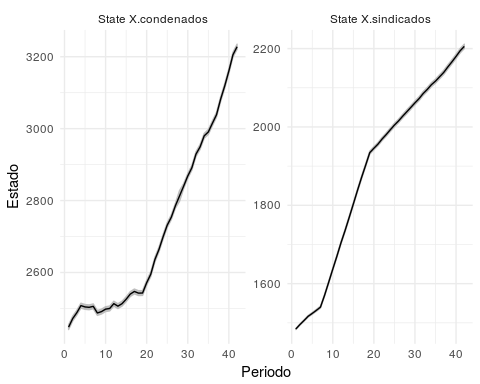 State X.condenados
State X.sindicados
Estado
3200
3000
2800
2600
0 10 20 30 40
2200
2000
1800
1600
0 10 20 30 40
Periodo